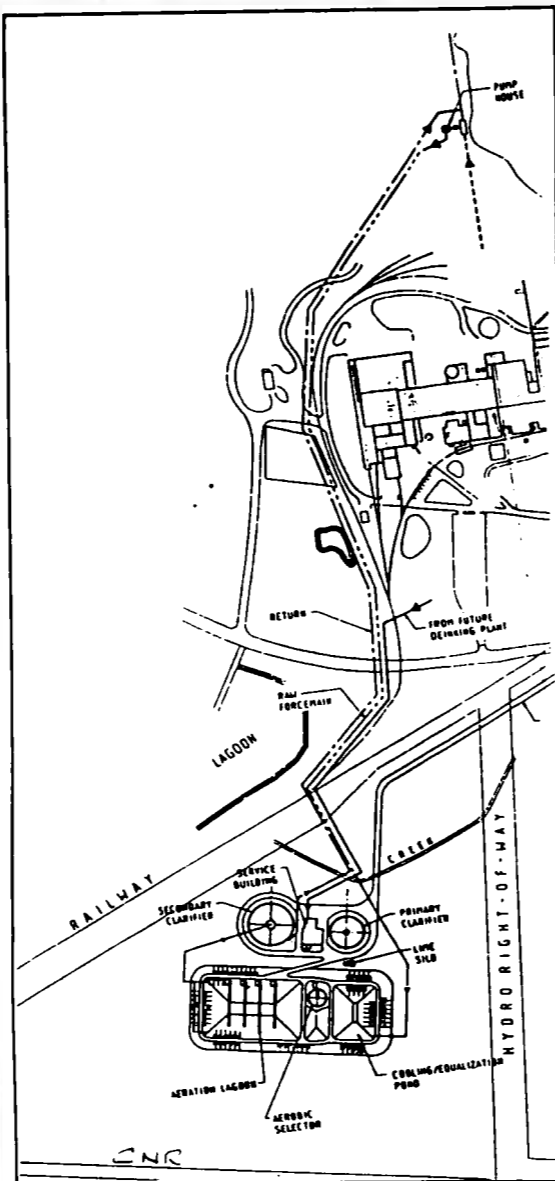 PUMP
HOUSE
RETURN
FROM FUTURE
DEINKING PLANT
RAW
FORCEMAIN
LAGOON
RAILWAY
CREEK
SERVICE
BUILDING
SECONDARY
CLARIFIER
PRIMARY
CLARIFIER
LIME
SILO
HYDRO RIGHT-OF-WAY
AERATION LAGOON
COOLING/EQUALIZATION
POND
AEROBIC
SELECTOR
CNR